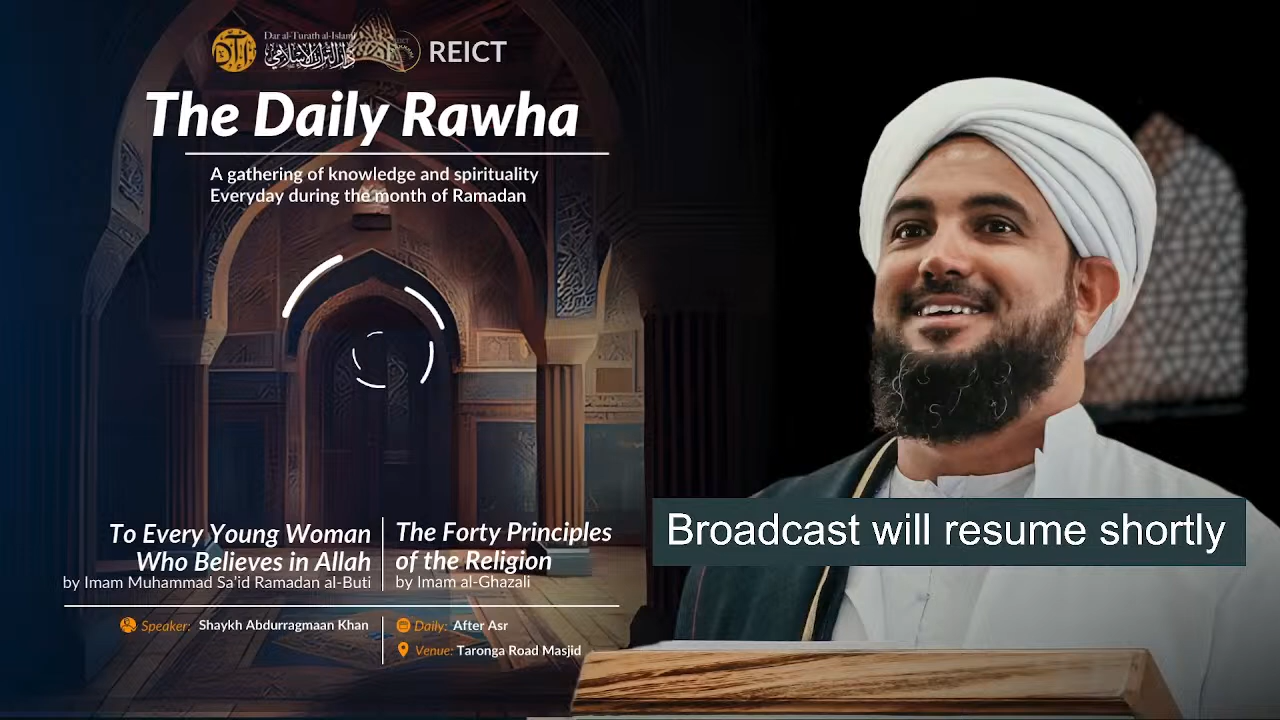 Dar al-Turath al-Islami
دار التراث الإسلامي
REICT
The Daily Rawha
A gathering of knowledge and spirituality
Everyday during the month of Ramadan
To Every Young Woman
Who Believes in Allah
by Imam Muhammad Sa'id Ramadan al-Buti
The Forty Principles
of the Religion
by Imam al-Ghazali
Speaker: Shaykh Abdurragmaan Khan
Daily: After Asr
Venue: Taronga Road Masjid
Broadcast will resume shortly